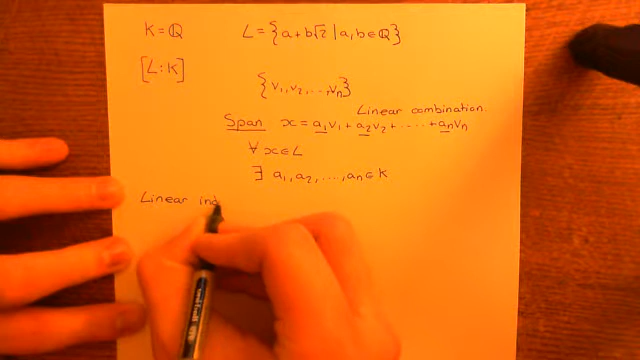 K = ℚ L = {a + b√2 | a, b ∈ ℚ}
[L:K]
{v₁, v₂, ..., vₙ}
Linear combination.
Span x = a₁v₁ + a₂v₂ + ..... + aₙvₙ
∀ x ∈ L
∃ a₁, a₂, ..., aₙ ∈ K
Linear ind